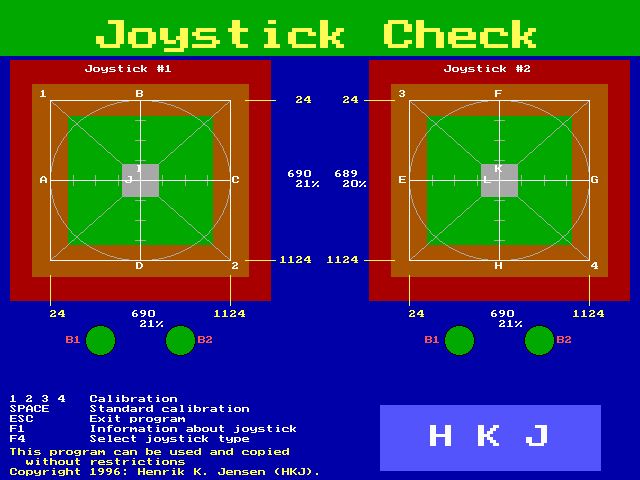 Joystick Check
Joystick #1
Joystick #2
1 B
3 F
24 24
I
K
690 689
A J C
E L G
21% 20%
D 2
H 4
1124 1124
24 690 1124
24 690 1124
21%
21%
B1 B2
B1 B2
1 2 3 4 Calibration
SPACE Standard calibration
ESC Exit program
F1 Information about joystick
F4 Select joystick type
This program can be used and copied
without restrictions
Copyright 1996: Henrik K. Jensen (HKJ).
H K J